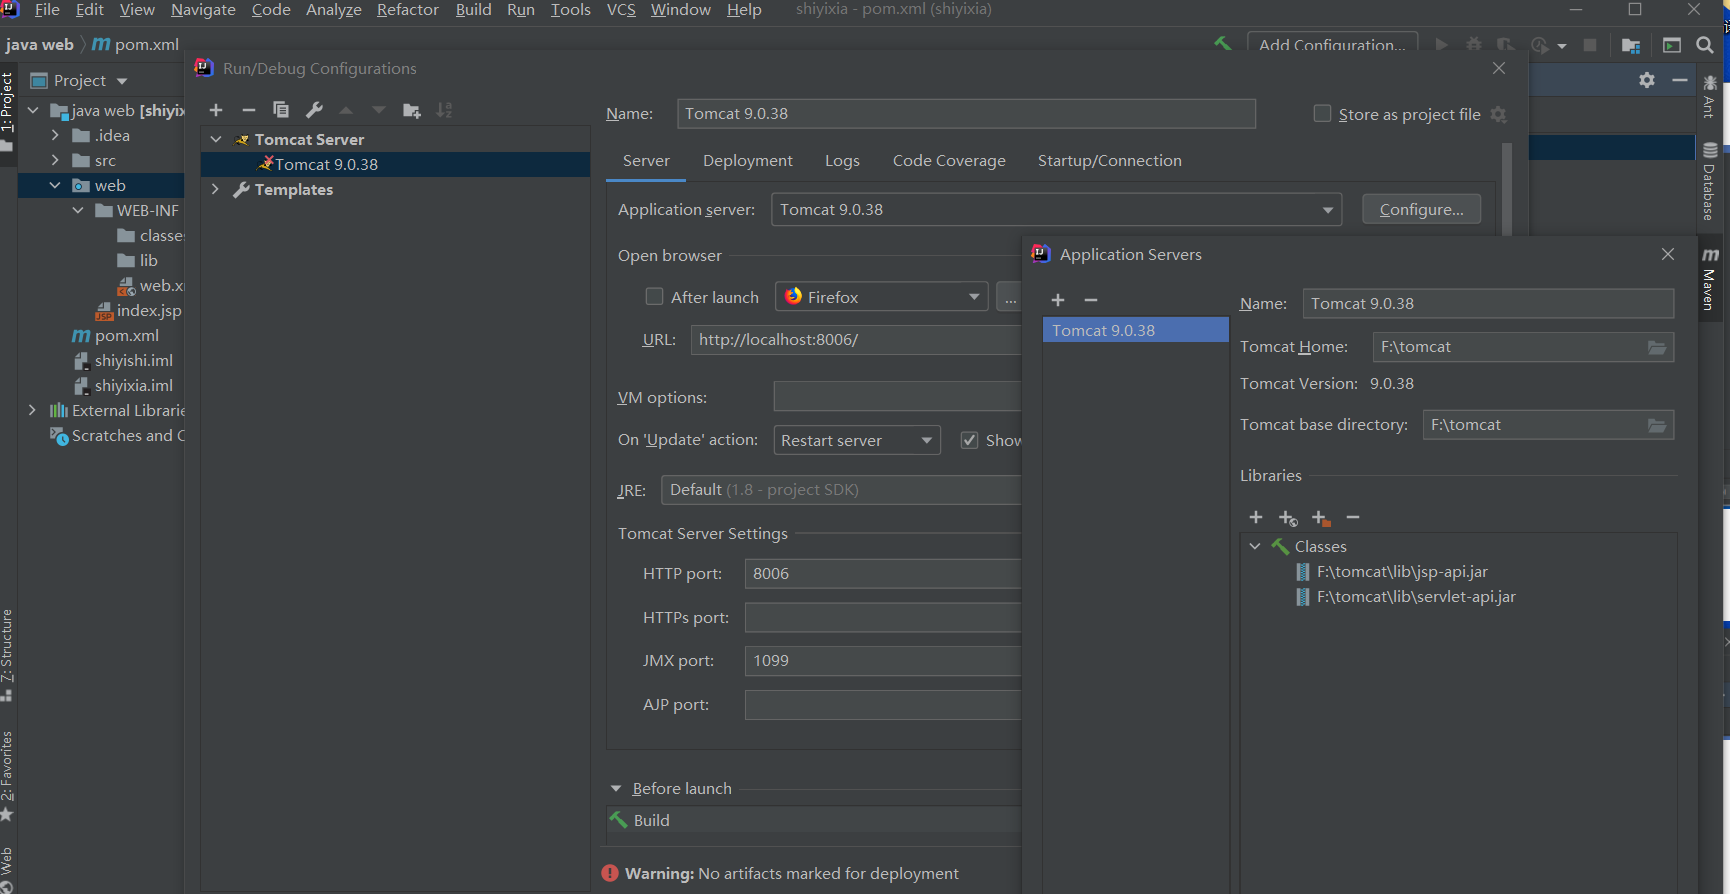 File Edit View Navigate Code Analyze Refactor Build Run Tools VCS Window Help shiyixia - pom.xml (shiyixia)
java web pom.xml
Add Configuration...
Project
1: Project
java web [shiyix
.idea
src
web
WEB-INF
classe
lib
web.x
index.jsp
pom.xml
shiyishi.iml
shiyixia.iml
External Librarie
Scratches and C
7: Structure
2: Favorites
Web
Run/Debug Configurations
Tomcat Server
Tomcat 9.0.38
Templates
Name: Tomcat 9.0.38
Store as project file
Server Deployment Logs Code Coverage Startup/Connection
Application server: Tomcat 9.0.38 Configure...
Open browser
After launch Firefox ...
URL: http://localhost:8006/
VM options:
On 'Update' action: Restart server Show
JRE: Default (1.8 - project SDK)
Tomcat Server Settings
HTTP port: 8006
HTTPs port:
JMX port: 1099
AJP port:
Before launch
Build
Warning: No artifacts marked for deployment
Application Servers
Tomcat 9.0.38
Name: Tomcat 9.0.38
Tomcat Home: F:\tomcat
Tomcat Version: 9.0.38
Tomcat base directory: F:\tomcat
Libraries
Classes
F:\tomcat\lib\jsp-api.jar
F:\tomcat\lib\servlet-api.jar
Ant
Database
Maven